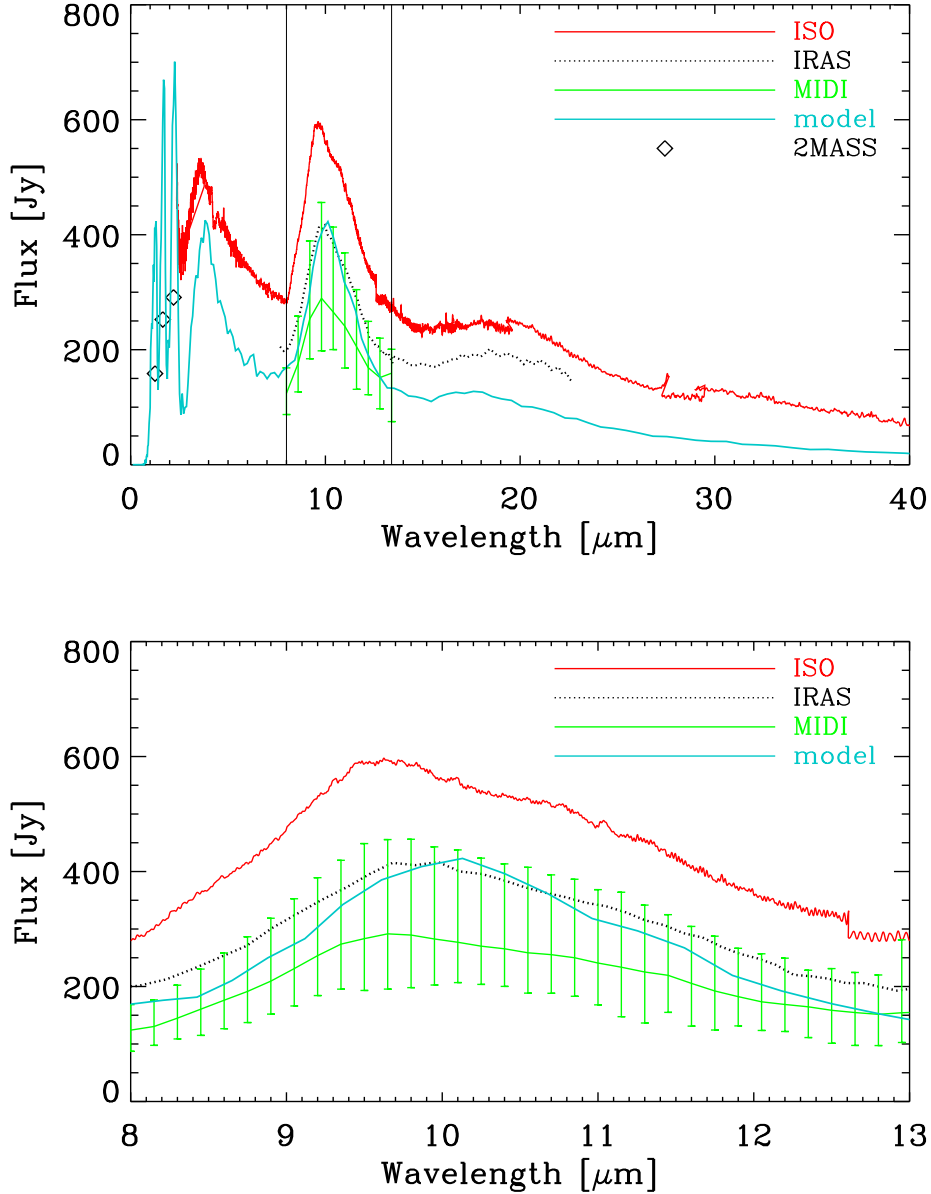 800
600
400
200
0
Flux [Jy]
ISO
IRAS
MIDI
model
2MASS
0 10 20 30 40
Wavelength [μm]
800
600
400
200
0
Flux [Jy]
ISO
IRAS
MIDI
model
8 9 10 11 12 13
Wavelength [μm]